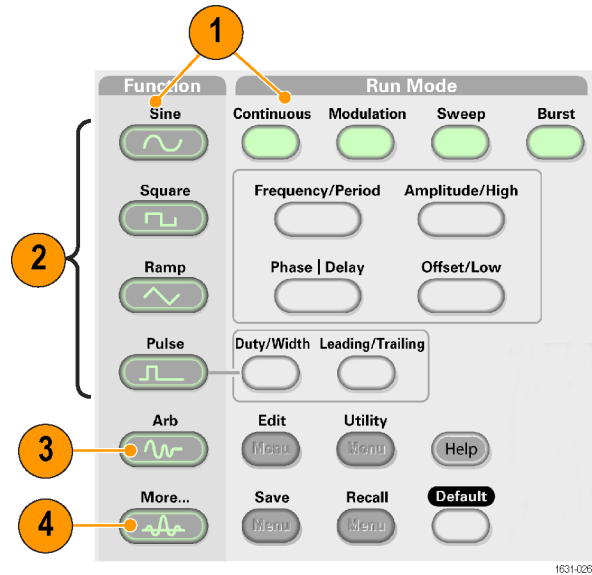 1
Function Run Mode
Sine Continuous Modulation Sweep Burst
2
Square Frequency/Period Amplitude/High
Ramp Phase | Delay Offset/Low
Pulse Duty/Width Leading/Trailing
Arb Edit Utility
3
Menu Menu Help
More... Save Recall Default
4
Menu Menu
1631-026